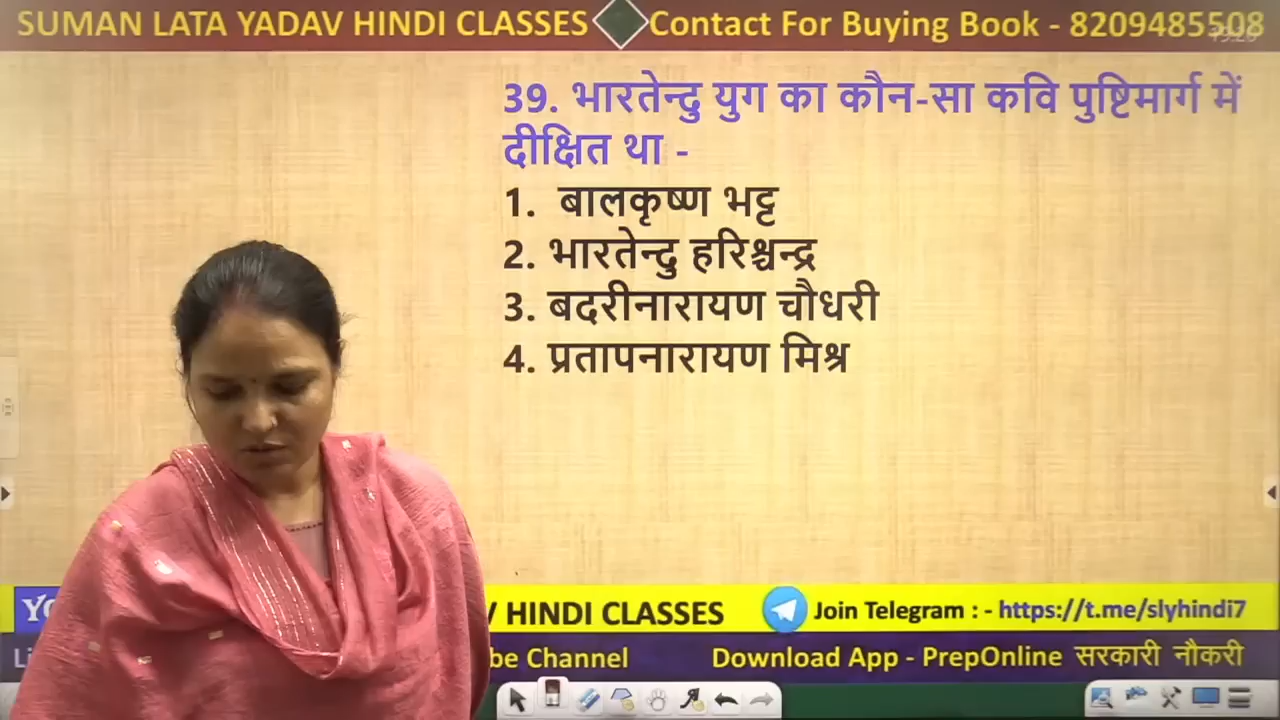 SUMAN LATA YADAV HINDI CLASSES Contact For Buying Book - 8209485508
39. भारतेन्दु युग का कौन-सा कवि पुष्टिमार्ग में
दीक्षित था -
1. बालकृष्ण भट्ट
2. भारतेन्दु हरिश्चन्द्र
3. बदरीनारायण चौधरी
4. प्रतापनारायण मिश्र
HINDI CLASSES Join Telegram : - https://t.me/slyhindi7
Channel Download App - PrepOnline सरकारी नौकरी